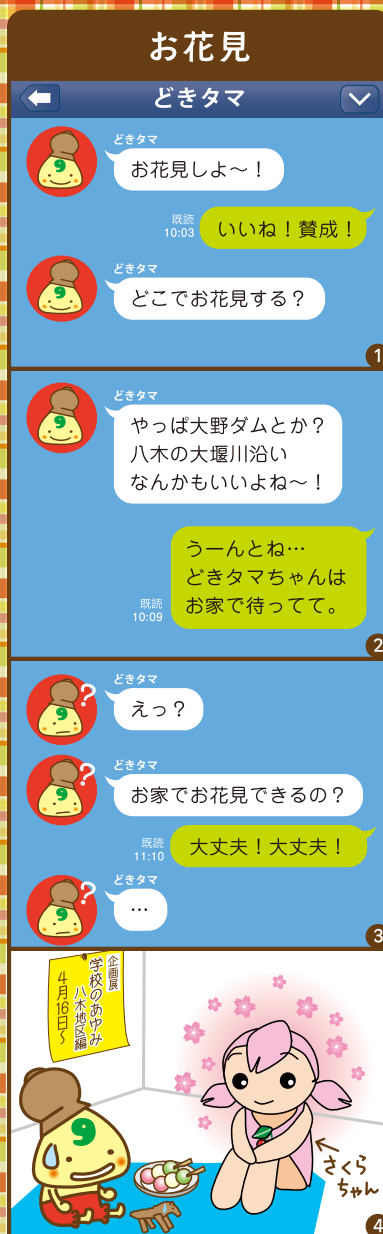 お花見
どきタマ
どきタマ
お花見しよ〜！
既読
10:03
いいね！賛成！
どきタマ
どこでお花見する？
1
どきタマ
やっぱ大野ダムとか？
八木の大堰川沿い
なんかもいいよね〜！
うーんとね…
どきタマちゃんは
お家で待ってて。
既読
10:09
2
?
どきタマ
えっ？
?
どきタマ
お家でお花見できるの？
既読
11:10
大丈夫！大丈夫！
?
どきタマ
…
3
企画展
学校のあゆみ
八木地区編
4月16日〜
さくら
ちゃん
4